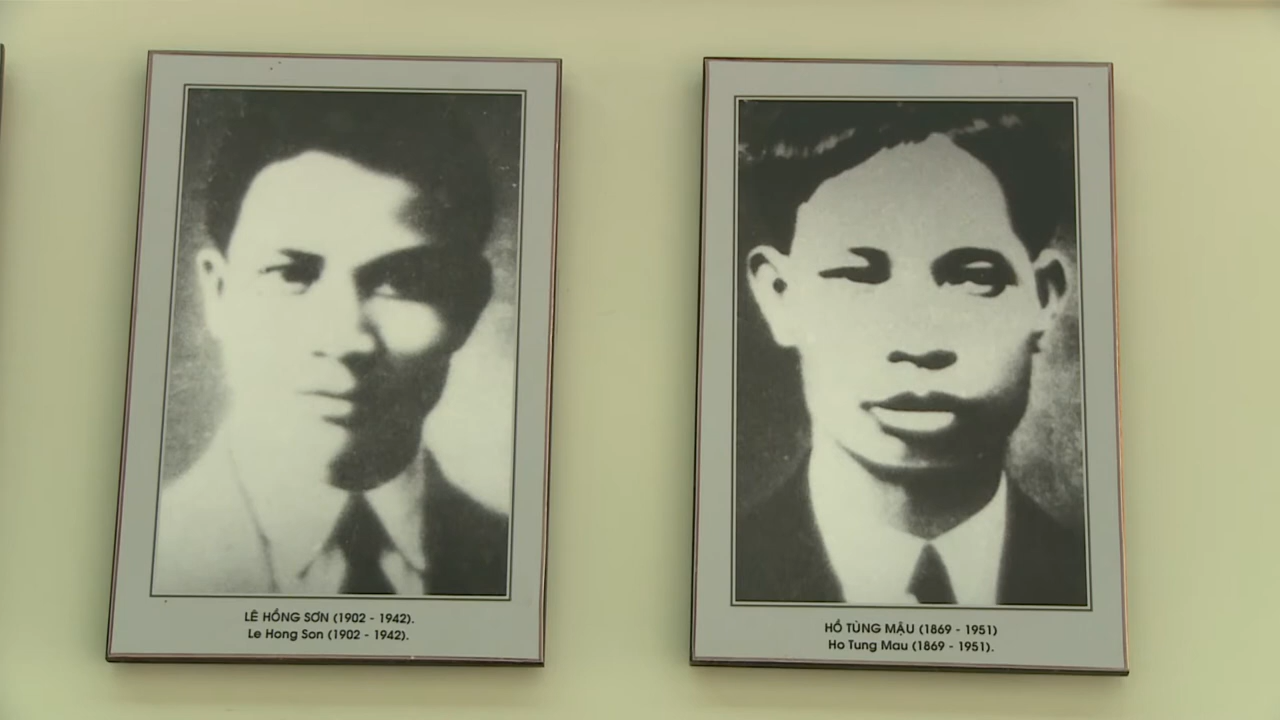 LÊ HỒNG SƠN (1902 - 1942).
Le Hong Son (1902 - 1942).
HỒ TÙNG MẬU (1869 - 1951)
Ho Tung Mau (1869 - 1951).